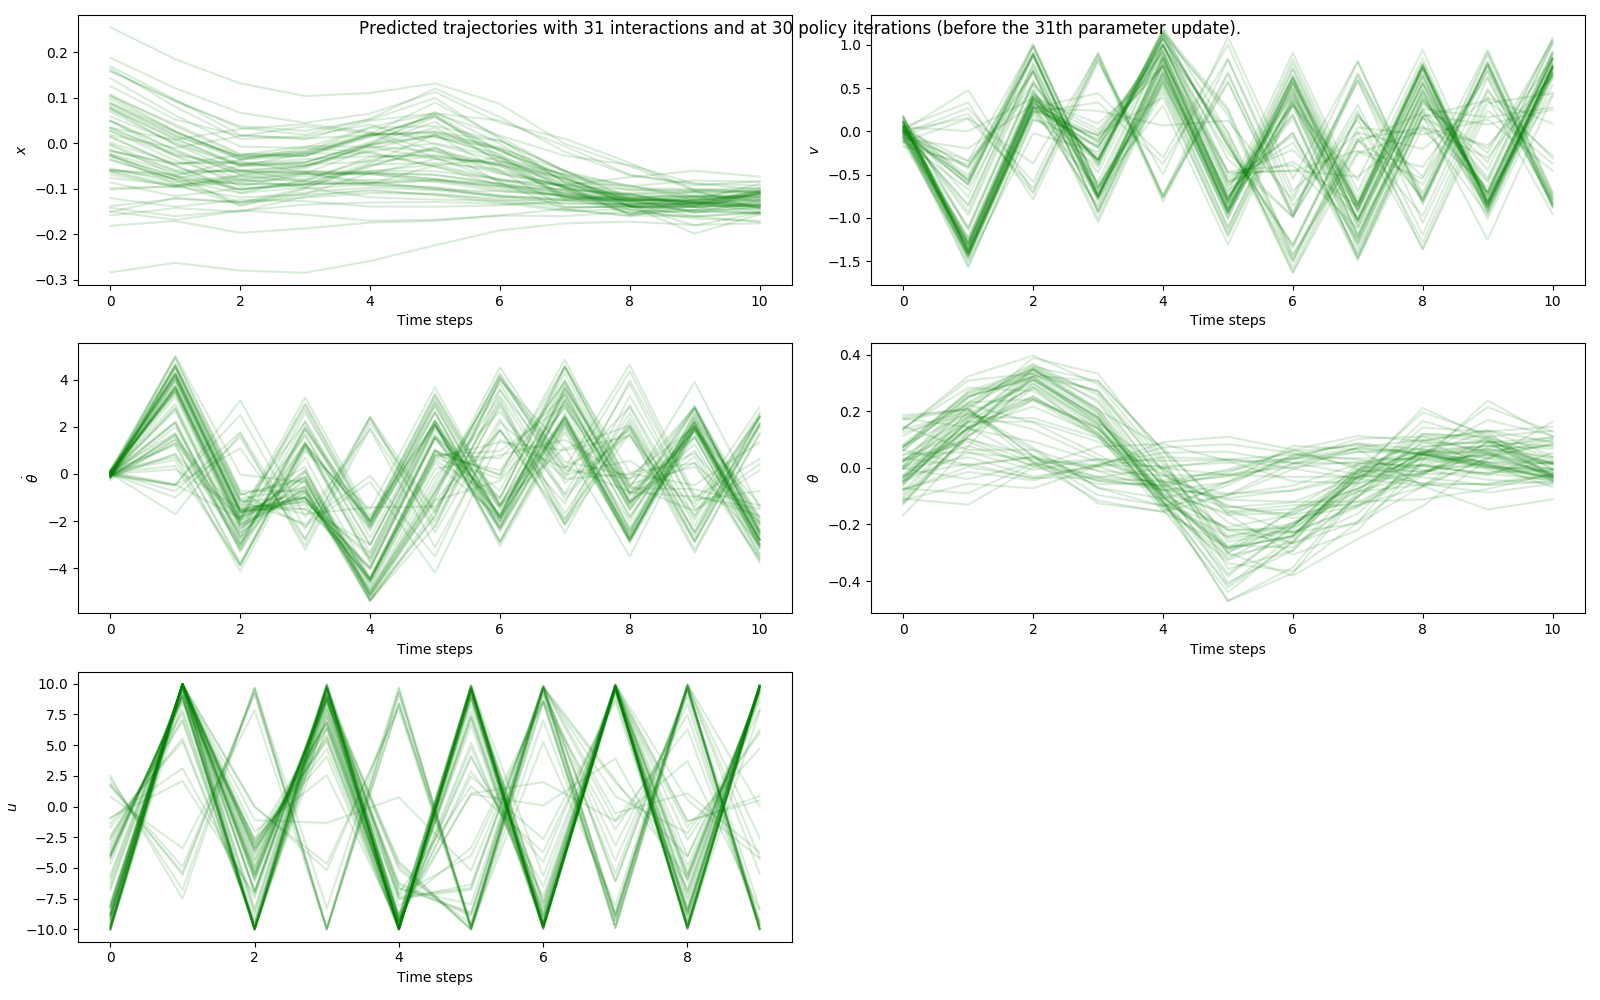 Predicted trajectories with 31 interactions and at 30 policy iterations (before the 31th parameter update).
0.2
0.1
0.0
−0.1
−0.2
−0.3
x
0 2 4 6 8 10
Time steps
1.0
0.5
0.0
−0.5
−1.0
−1.5
v
0 2 4 6 8 10
Time steps
4
2
0
−2
−4
θ̇
0 2 4 6 8 10
Time steps
0.4
0.2
0.0
−0.2
−0.4
θ
0 2 4 6 8 10
Time steps
10.0
7.5
5.0
2.5
0.0
−2.5
−5.0
−7.5
−10.0
u
0 2 4 6 8
Time steps